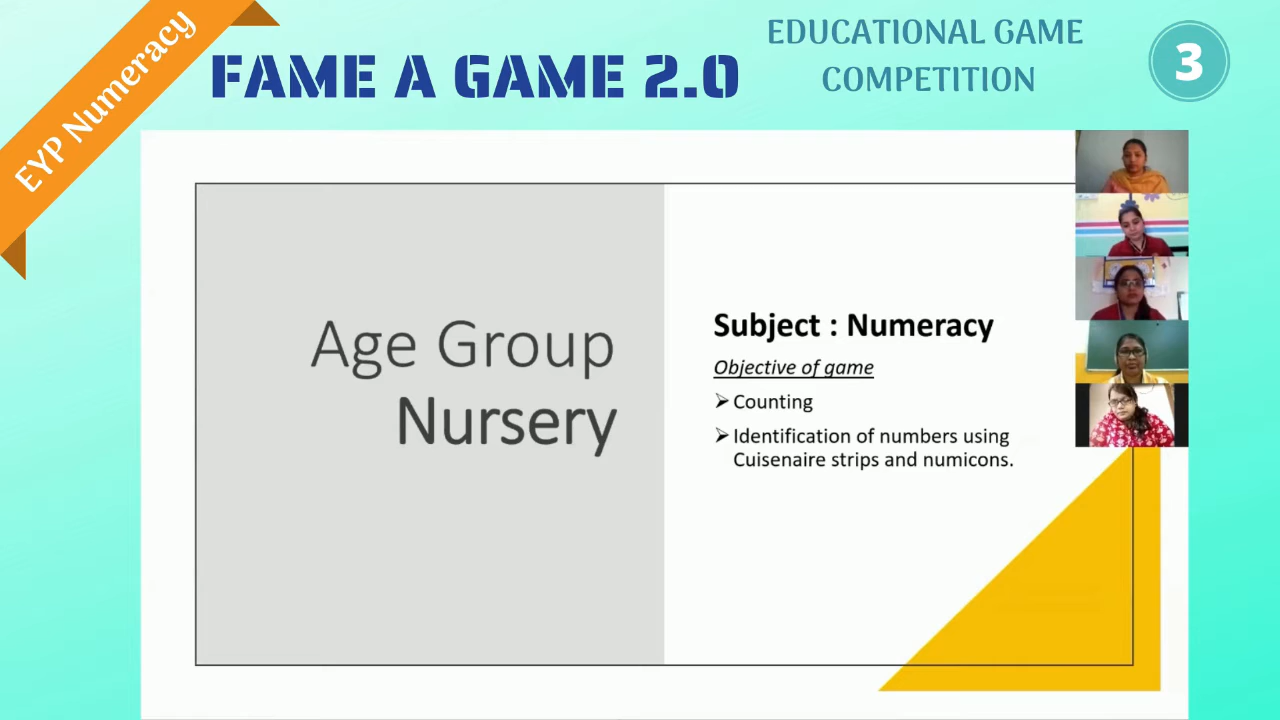 EYP Numeracy
FAME A GAME 2.0
EDUCATIONAL GAME
COMPETITION
3
Age Group
Nursery
Subject : Numeracy
Objective of game
Counting
Identification of numbers using
Cuisenaire strips and numicons.